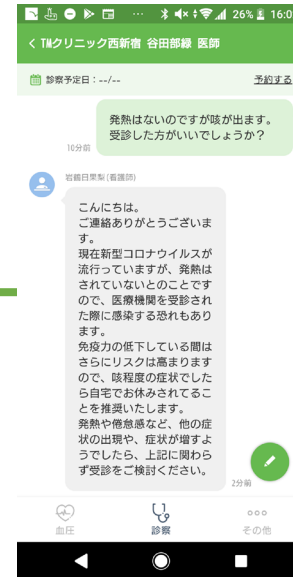 26% 16:0
< TMクリニック西新宿 谷田部緑 医師
診察予定日：--/--
予約する
発熱はないのですが咳が出ます。
受診した方がいいでしょうか？
10分前
岩鶴日果梨(看護師)
こんにちは。
ご連絡ありがとうございま
す。
現在新型コロナウイルスが
流行っていますが、発熱は
されていないとのことです
ので、医療機関を受診され
た際に感染する恐れもあり
ます。
免疫力の低下している間は
さらにリスクは高まります
ので、咳程度の症状でした
ら自宅でお休みされてるこ
とを推奨いたします。
発熱や倦怠感など、他の症
状の出現や、症状が増すよ
うでしたら、上記に関わら
ず受診をご検討ください。
2分前
血圧
診察
その他